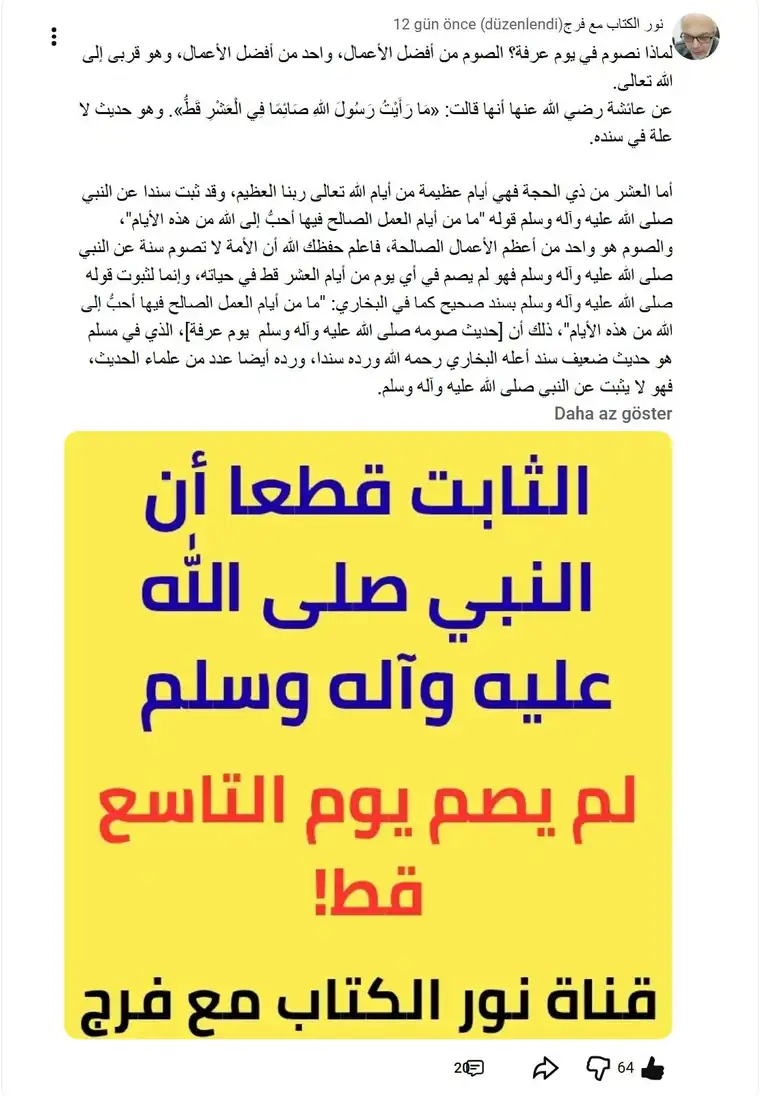 نور الكتاب مع فرج 12 gün önce (düzenlendi)
لماذا نصوم في يوم عرفة؟ الصوم من أفضل الأعمال، واحد من أفضل الأعمال، وهو قربى إلى
الله تعالى.
عن عائشة رضي الله عنها أنها قالت: «مَا رَأَيْتُ رَسُولَ اللهِ صَائِمًا فِي الْعَشْرِ قَطُّ». وهو حديث لا
علة في سنده.
أما العشر من ذي الحجة فهي أيام عظيمة من أيام الله تعالى ربنا العظيم، وقد ثبت سندا عن النبي
صلى الله عليه وآله وسلم قوله "ما من أيام العمل الصالح فيها أحبُّ إلى الله من هذه الأيام"،
والصوم هو واحد من أعظم الأعمال الصالحة، فاعلم حفظك الله أن الأمة لا تصوم سنة عن النبي
صلى الله عليه وآله وسلم فهو لم يصم في أي يوم من أيام العشر قط في حياته، وإنما لثبوت قوله
صلى الله عليه وآله وسلم بسند صحيح كما في البخاري: "ما من أيام العمل الصالح فيها أحبُّ إلى
الله من هذه الأيام"، ذلك أن [حديث صومه صلى الله عليه وآله وسلم يوم عرفة]، الذي في مسلم
هو حديث ضعيف سند أعله البخاري رحمه الله ورده سندا، ورده أيضا عدد من علماء الحديث،
فهو لا يثبت عن النبي صلى الله عليه وآله وسلم.
Daha az göster
الثابت قطعا أن
النبي صلى الله
عليه وآله وسلم
لم يصم يوم التاسع
قط!
قناة نور الكتاب مع فرج
64
20